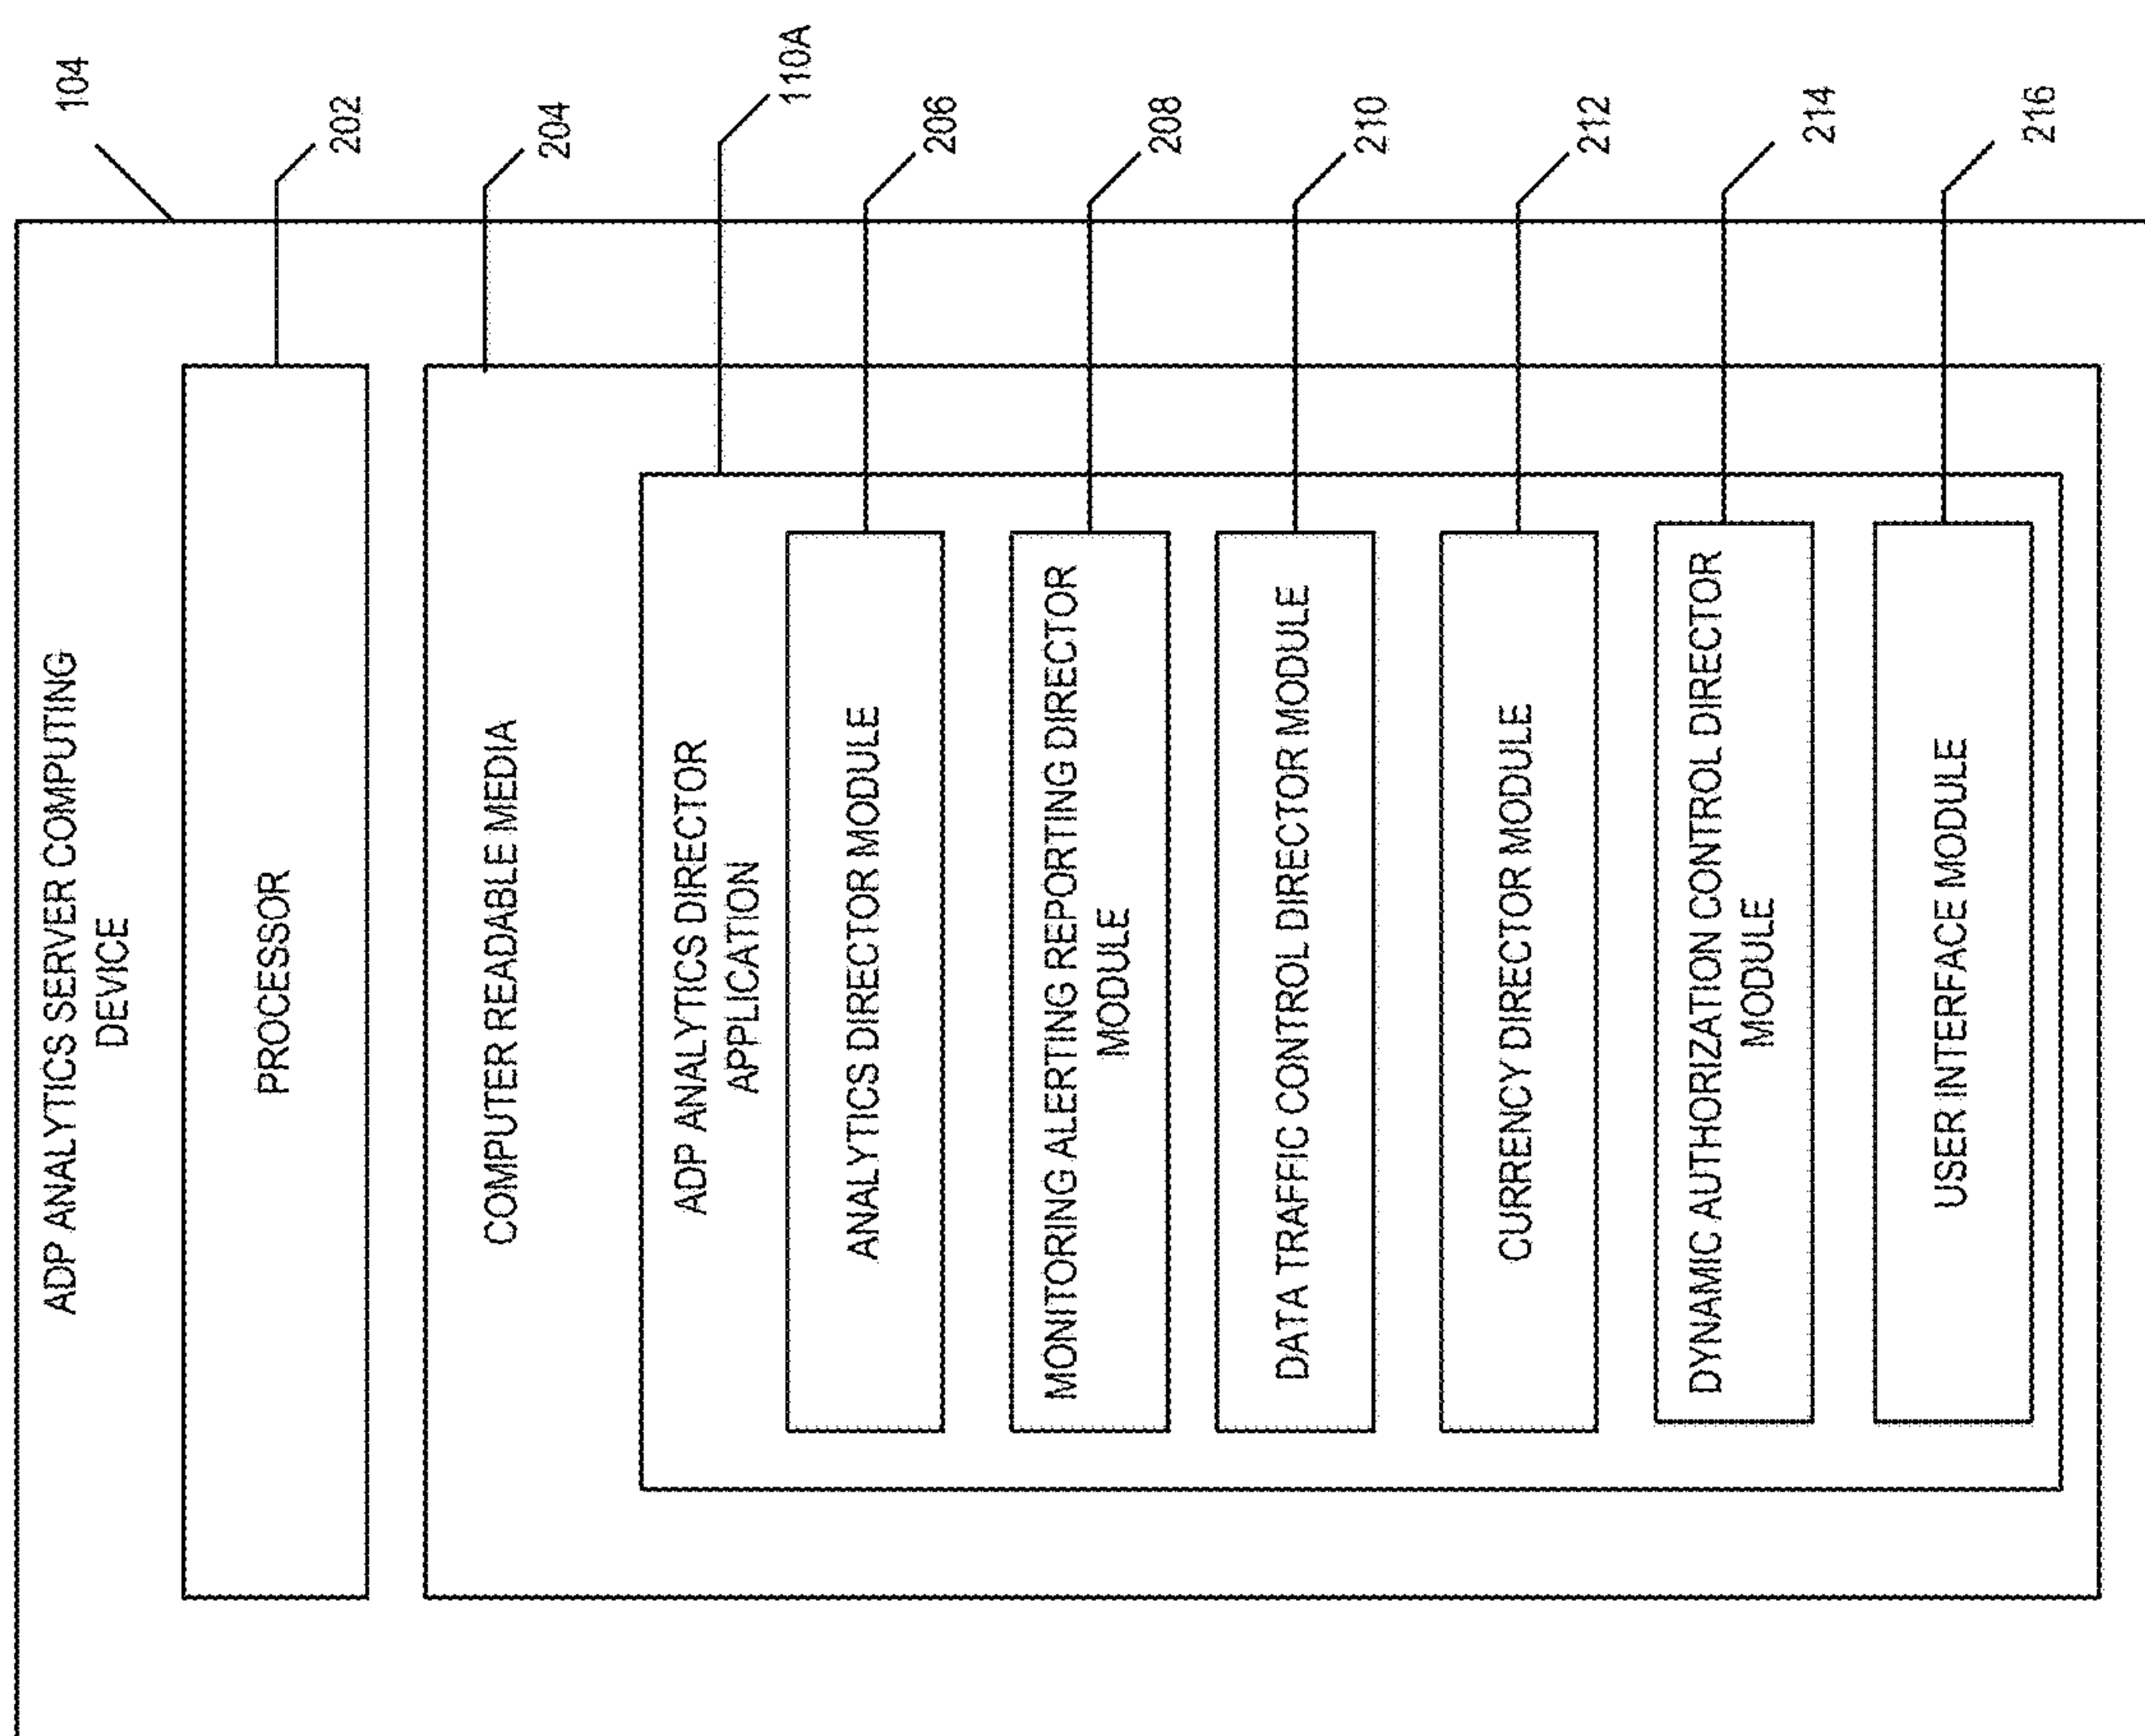 ADP ANALYTICS SERVER COMPUTING
DEVICE
104
PROCESSOR
202
COMPUTER READABLE MEDIA
204
ADP ANALYTICS DIRECTOR
APPLICATION
110A
ANALYTICS DIRECTOR MODULE
206
MONITORING ALERTING REPORTING DIRECTOR
MODULE
208
DATA TRAFFIC CONTROL DIRECTOR MODULE
210
CURRENCY DIRECTOR MODULE
212
DYNAMIC AUTHORIZATION CONTROL DIRECTOR
MODULE
214
USER INTERFACE MODULE
216